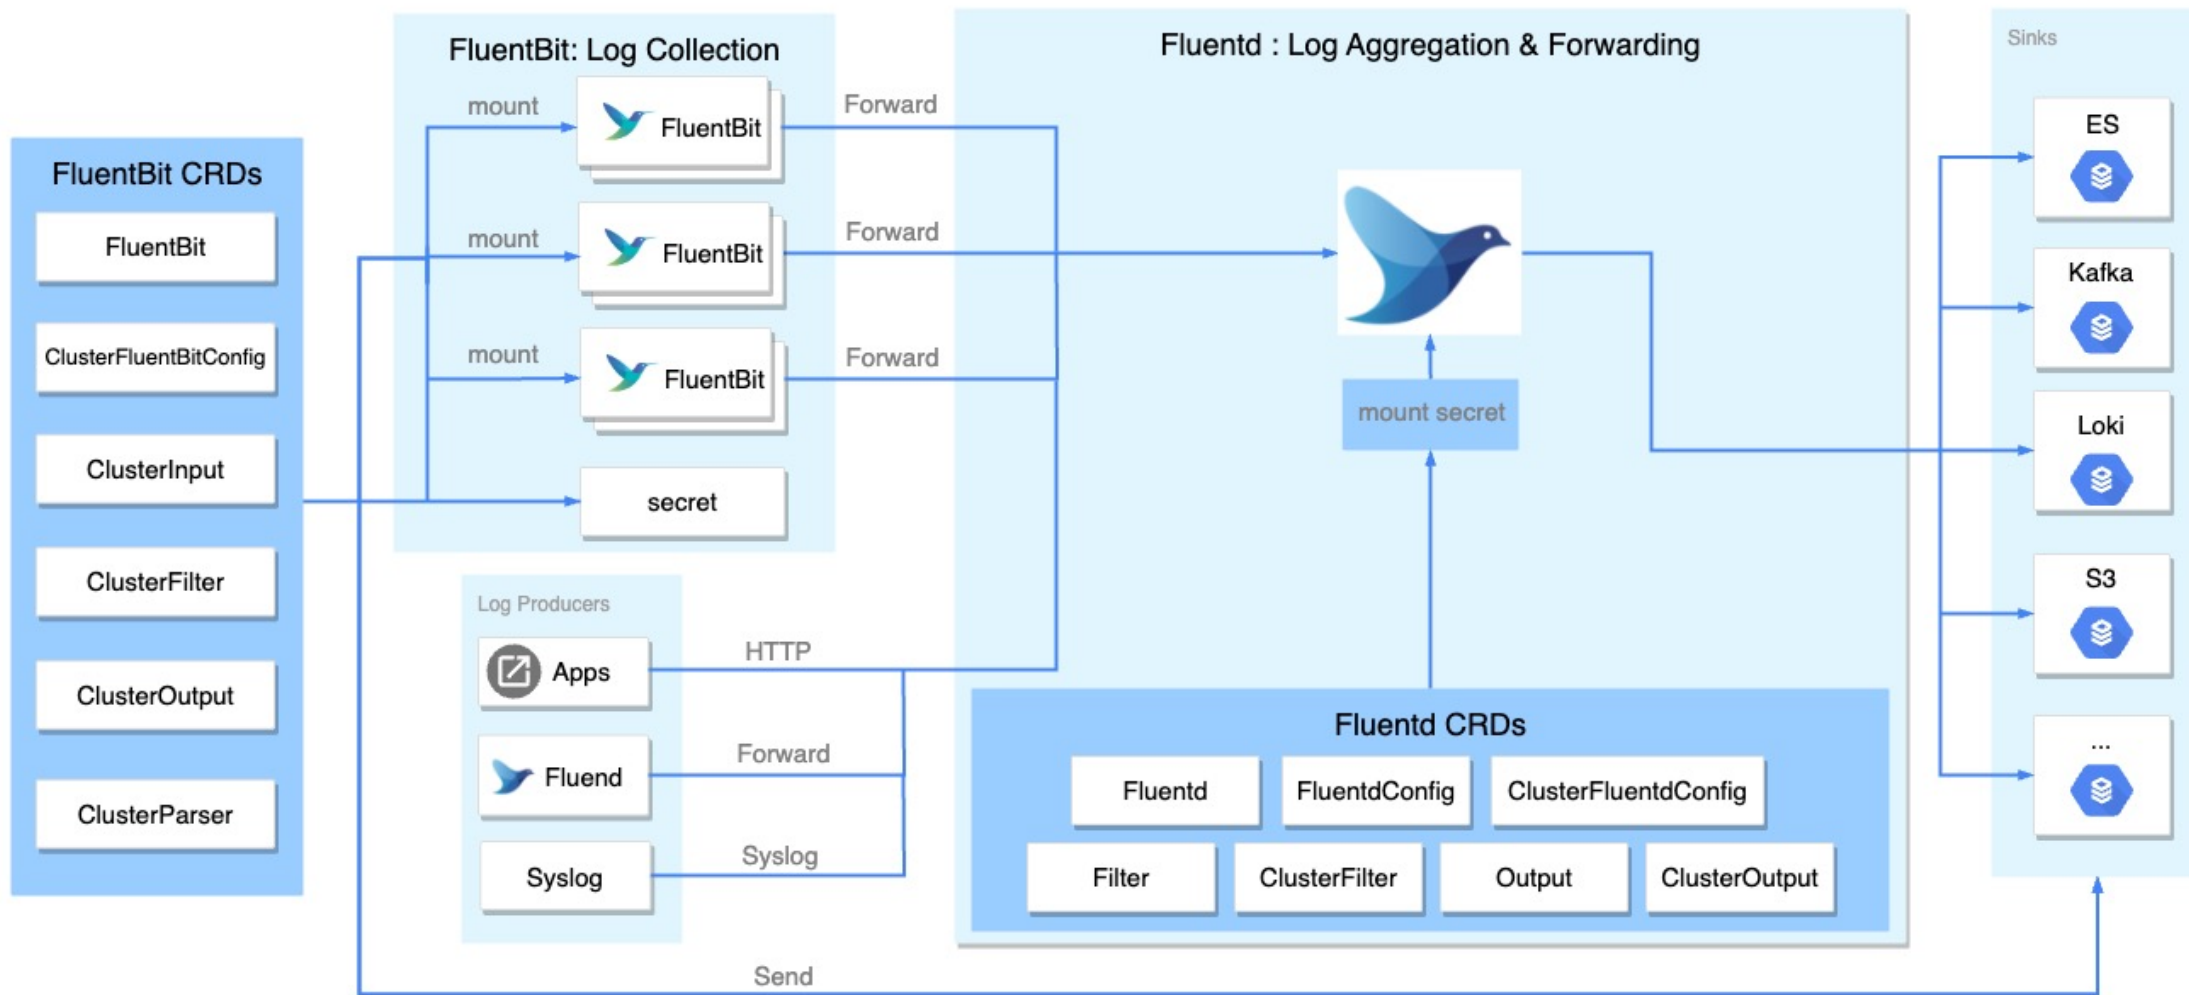 FluentBit CRDs
FluentBit
ClusterFluentBitConfig
ClusterInput
ClusterFilter
ClusterOutput
ClusterParser
FluentBit: Log Collection
mount
FluentBit
Forward
mount
FluentBit
Forward
mount
FluentBit
Forward
secret
Log Producers
Apps
HTTP
Fluend
Forward
Syslog
Syslog
Send
Fluentd : Log Aggregation & Forwarding
mount secret
Fluentd CRDs
Fluentd
FluentdConfig
ClusterFluentdConfig
Filter
ClusterFilter
Output
ClusterOutput
Sinks
ES
Kafka
Loki
S3
...